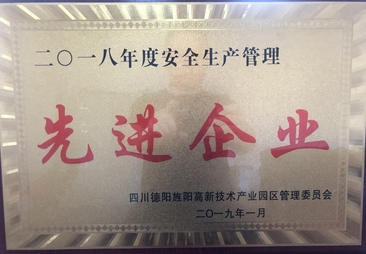 二〇一八年度安全生产管理
先进企业
四川德阳旌阳高新技术产业园区管理委员会
二〇一九年一月